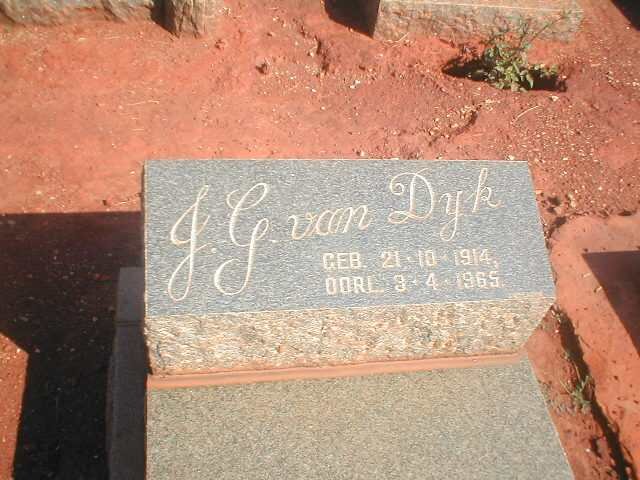 J. G. van Dyk
GEB. 21·10·1914,
OORL. 3·4·1965.